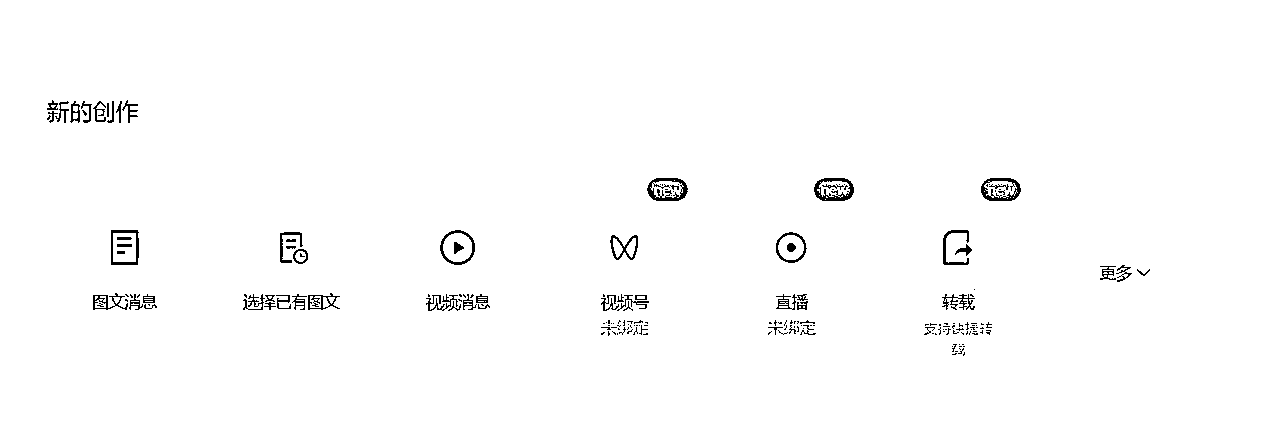 新的创作
new
new
new
图文消息
选择已有图文
视频消息
视频号
未绑定
直播
未绑定
转载
支持快捷转
载
更多